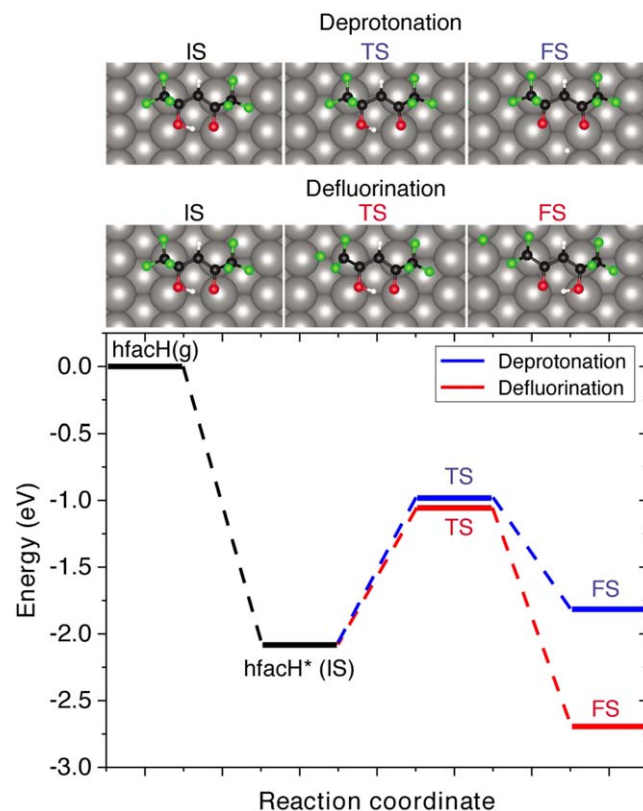 Deprotonation
IS TS FS
Defluorination
IS TS FS
hfacH(g)
Deprotonation
Defluorination
0.0
-0.5
-1.0
-1.5
-2.0
-2.5
-3.0
Energy (eV)
TS
TS
FS
hfacH* (IS)
FS
Reaction coordinate